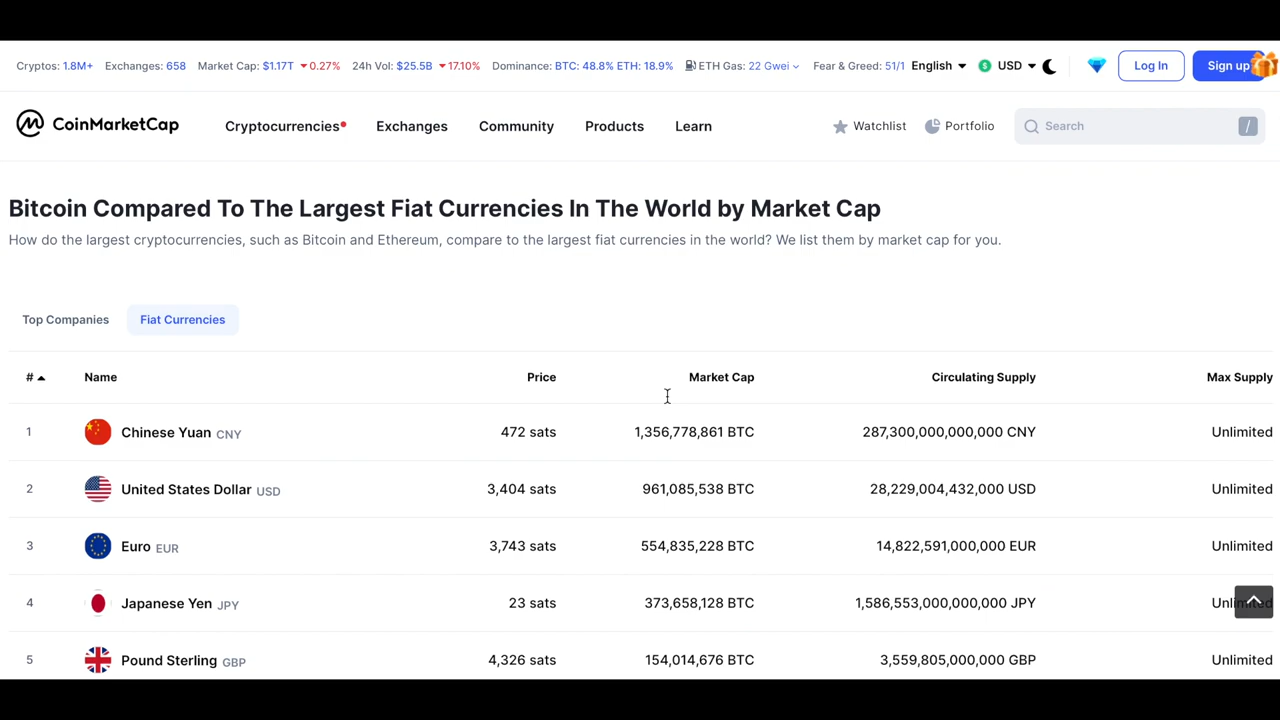 Cryptos: 1.8M+ Exchanges: 658 Market Cap: $1.17T 0.27% 24h Vol: $25.5B 17.10% Dominance: BTC: 48.8% ETH: 18.9% ETH Gas: 22 Gwei Fear & Greed: 51/1 English USD Log In Sign up
CoinMarketCap Cryptocurrencies Exchanges Community Products Learn Watchlist Portfolio Search /
Bitcoin Compared To The Largest Fiat Currencies In The World by Market Cap
How do the largest cryptocurrencies, such as Bitcoin and Ethereum, compare to the largest fiat currencies in the world? We list them by market cap for you.
Top Companies Fiat Currencies
# Name Price Market Cap Circulating Supply Max Supply
1 Chinese Yuan CNY 472 sats 1,356,778,861 BTC 287,300,000,000,000 CNY Unlimited
2 United States Dollar USD 3,404 sats 961,085,538 BTC 28,229,004,432,000 USD Unlimited
3 Euro EUR 3,743 sats 554,835,228 BTC 14,822,591,000,000 EUR Unlimited
4 Japanese Yen JPY 23 sats 373,658,128 BTC 1,586,553,000,000,000 JPY Unlimited
5 Pound Sterling GBP 4,326 sats 154,014,676 BTC 3,559,805,000,000 GBP Unlimited